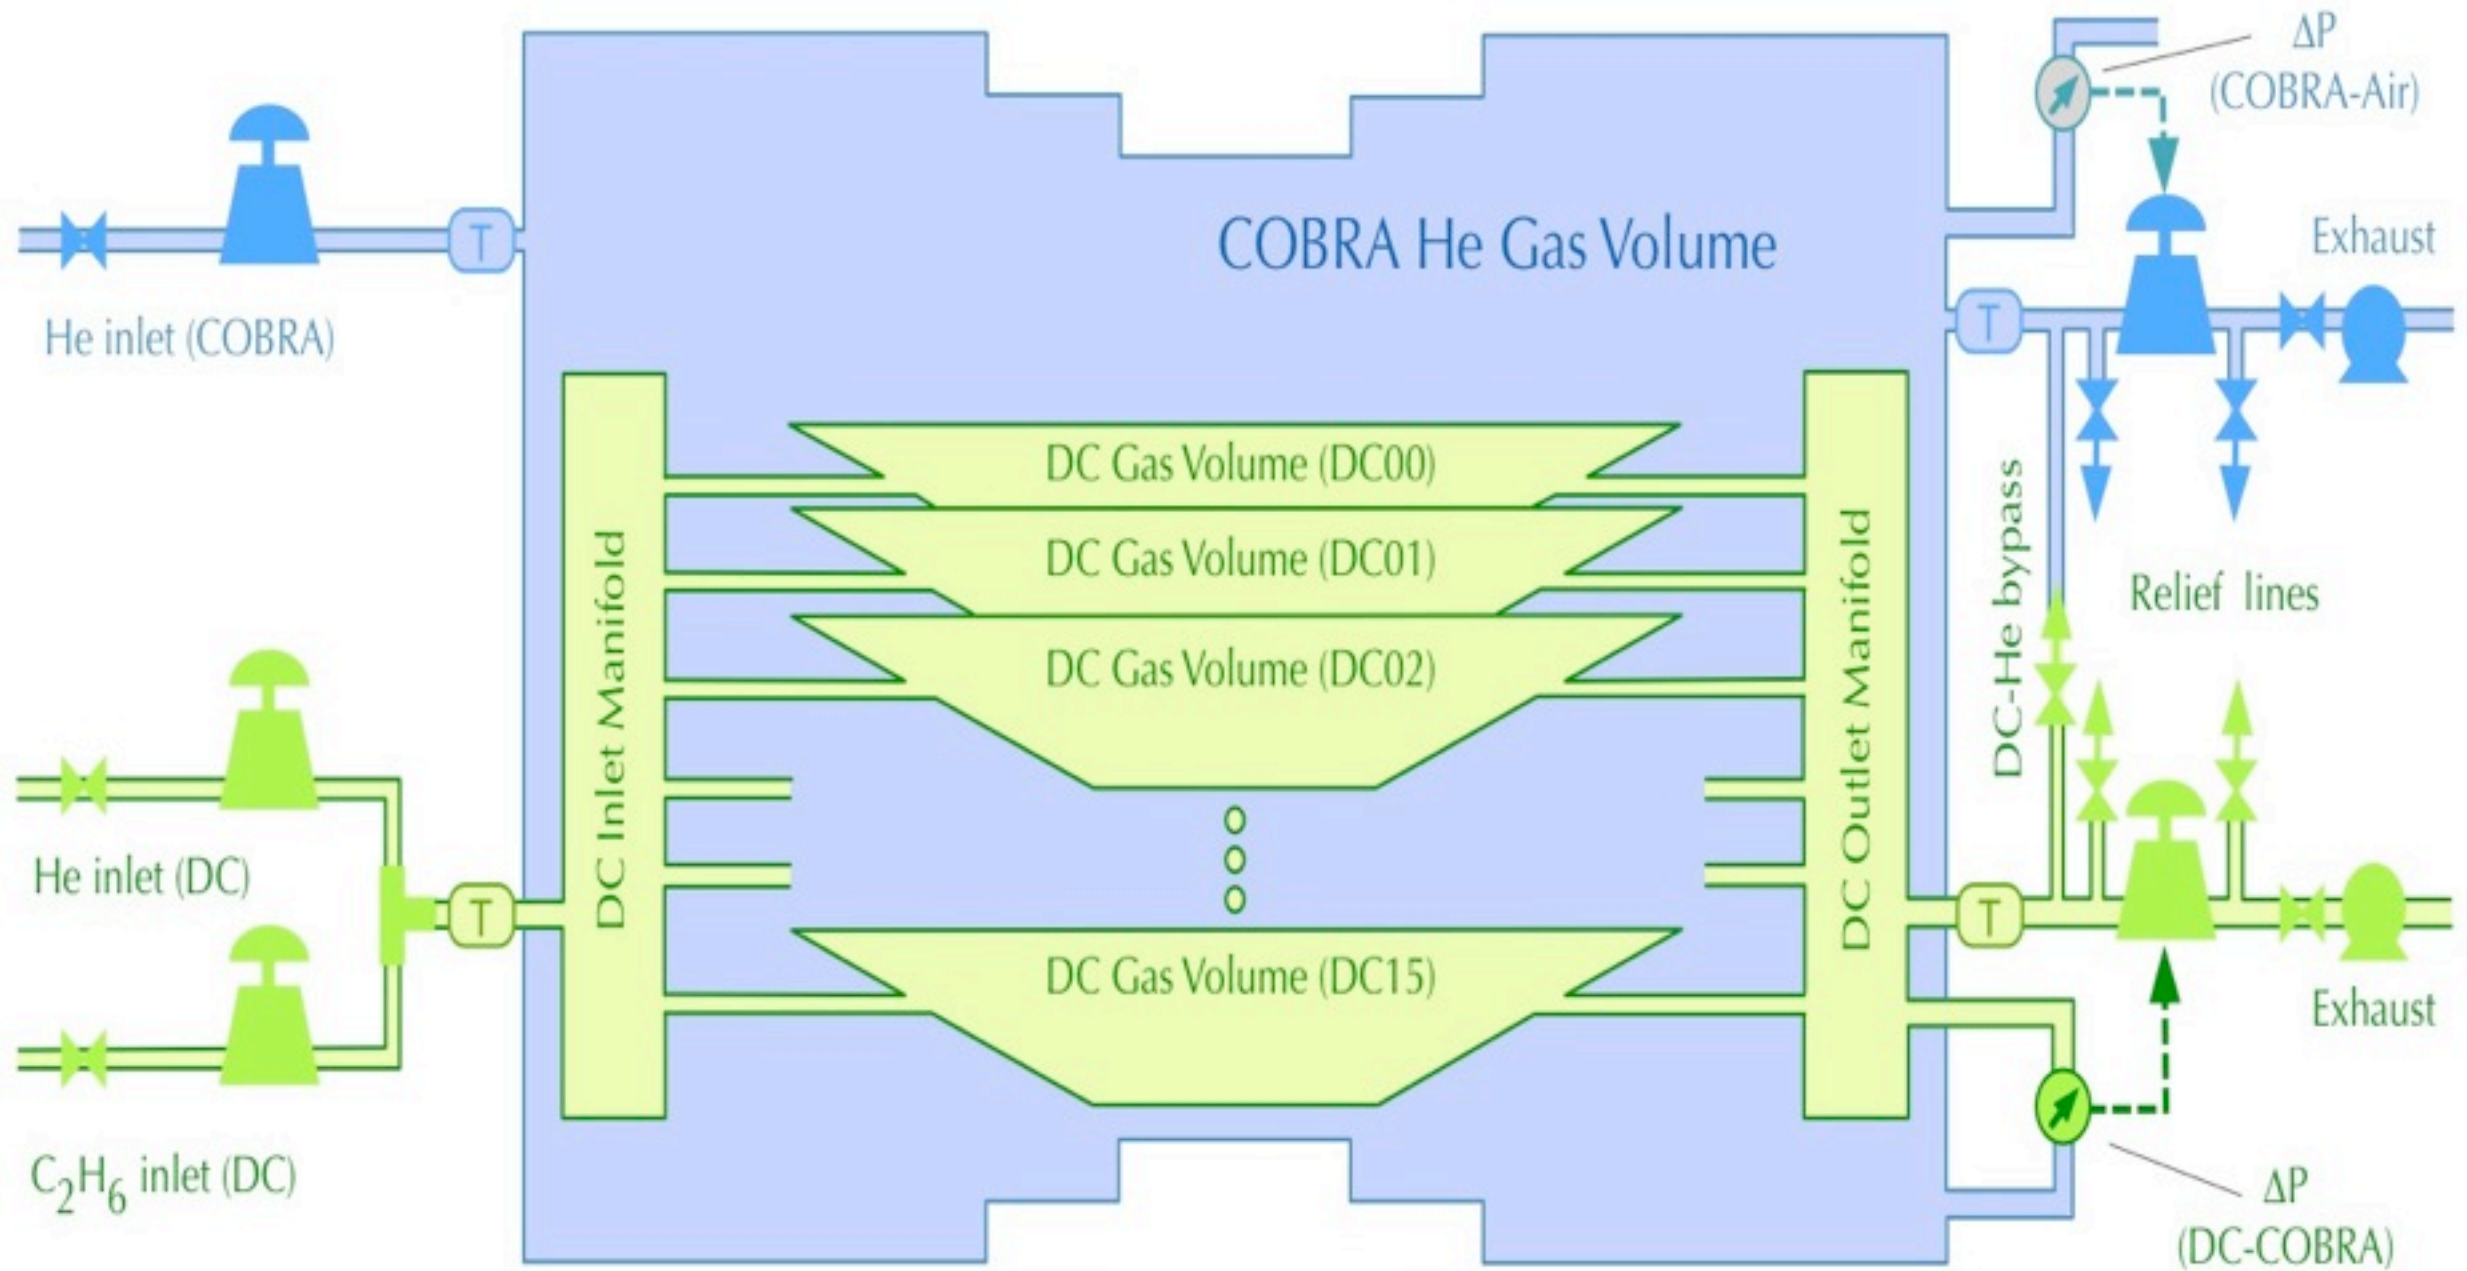 ΔP
(COBRA-Air)
COBRA He Gas Volume
Exhaust
T
T
He inlet (COBRA)
DC Gas Volume (DC00)
DC Gas Volume (DC01)
DC Gas Volume (DC02)
DC Inlet Manifold
DC Outlet Manifold
DC-He bypass
Relief lines
He inlet (DC)
T
T
DC Gas Volume (DC15)
Exhaust
C₂H₆ inlet (DC)
ΔP
(DC-COBRA)